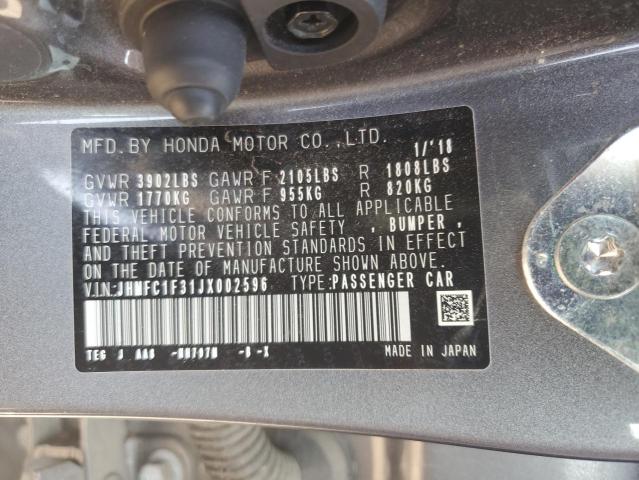 MFD. BY HONDA MOTOR CO.,LTD. 1/'18
GVWR 3902LBS GAWR F 2105LBS R 1808LBS
GVWR 1770KG GAWR F 955KG R 820KG
THIS VEHICLE CONFORMS TO ALL APPLICABLE
FEDERAL MOTOR VEHICLE SAFETY , BUMPER ,
AND THEFT PREVENTION STANDARDS IN EFFECT
ON THE DATE OF MANUFACTURE SHOWN ABOVE.
V.I.N:JHMFC1F31JX002596 TYPE:PASSENGER CAR
MADE IN JAPAN